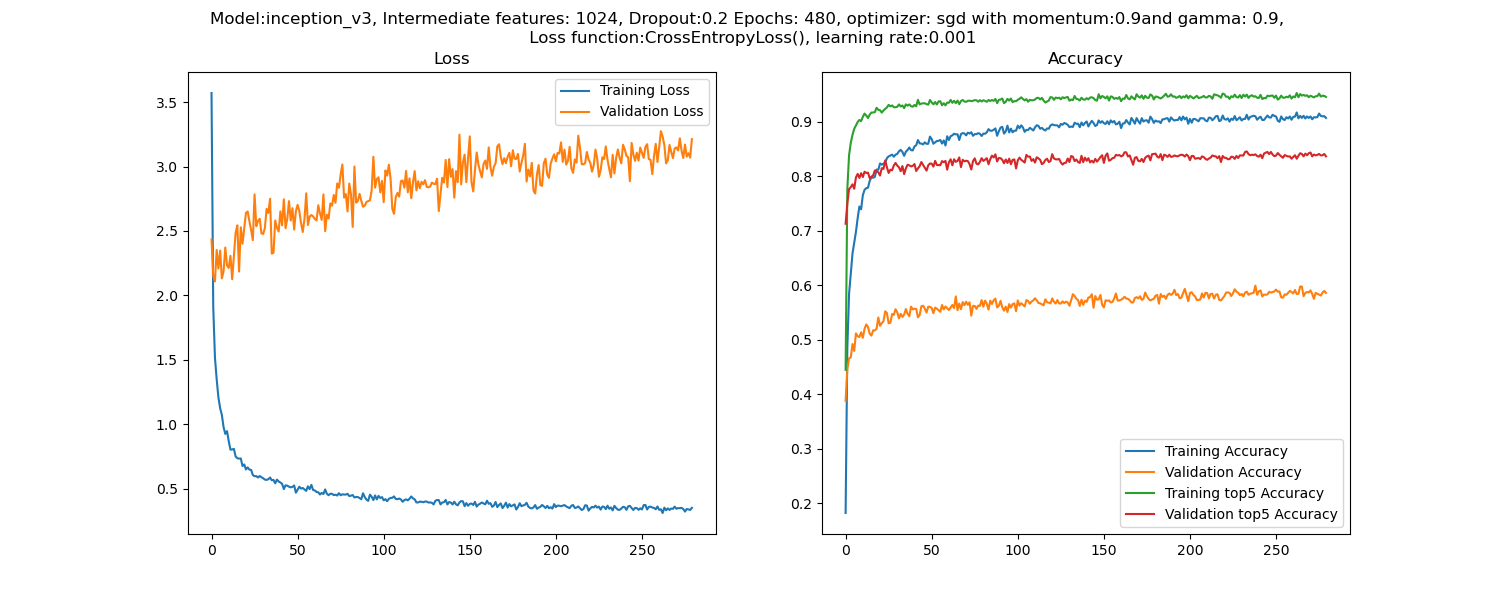 Model:inception_v3, Intermediate features: 1024, Dropout:0.2 Epochs: 480, optimizer: sgd with momentum:0.9and gamma: 0.9,
Loss function:CrossEntropyLoss(), learning rate:0.001
Loss
Training Loss
Validation Loss
3.5
3.0
2.5
2.0
1.5
1.0
0.5
0 50 100 150 200 250
Accuracy
0.9
0.8
0.7
0.6
0.5
0.4
0.3
0.2
Training Accuracy
Validation Accuracy
Training top5 Accuracy
Validation top5 Accuracy
0 50 100 150 200 250